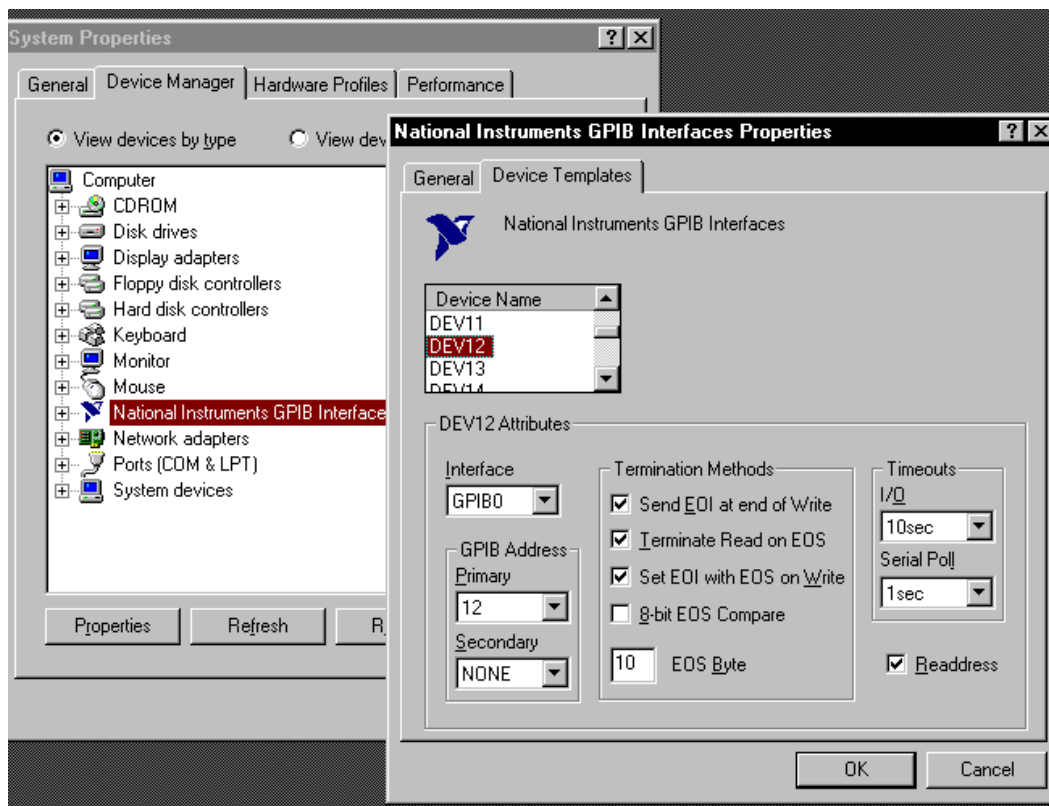 System Properties
General Device Manager Hardware Profiles Performance
View devices by type View dev
Computer
CDROM
Disk drives
Display adapters
Floppy disk controllers
Hard disk controllers
Keyboard
Monitor
Mouse
National Instruments GPIB Interface
Network adapters
Ports (COM & LPT)
System devices
Properties Refresh R
National Instruments GPIB Interfaces Properties
General Device Templates
National Instruments GPIB Interfaces
Device Name
DEV11
DEV12
DEV13
DEV14
DEV12 Attributes
Interface
GPIB0
GPIB Address
Primary
12
Secondary
NONE
Termination Methods
Send EOI at end of Write
Terminate Read on EOS
Set EOI with EOS on Write
8-bit EOS Compare
10 EOS Byte
Timeouts
I/O
10sec
Serial Poll
1sec
Readdress
OK Cancel